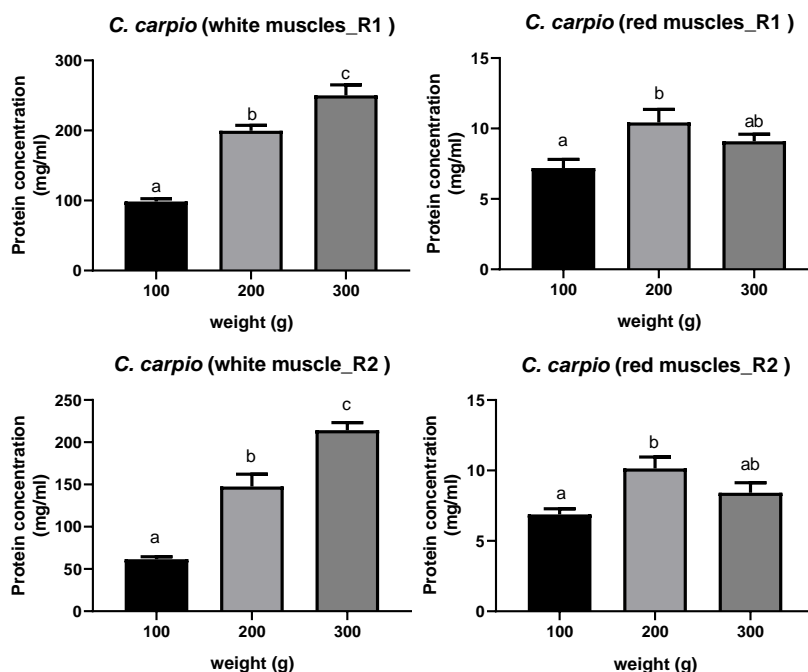 C. carpio (white muscles_R1 )
Protein concentration
(mg/ml)
300
200
100
0
a
b
c
100 200 300
weight (g)
C. carpio (red muscles_R1 )
Protein concentration
(mg/ml)
15
10
5
0
a
b
ab
100 200 300
weight (g)
C. carpio (white muscle_R2 )
Protein concentration
(mg/ml)
250
200
150
100
50
0
a
b
c
100 200 300
weight (g)
C. carpio (red muscles_R2 )
Protein concentration
(mg/ml)
15
10
5
0
a
b
ab
100 200 300
weight (g)